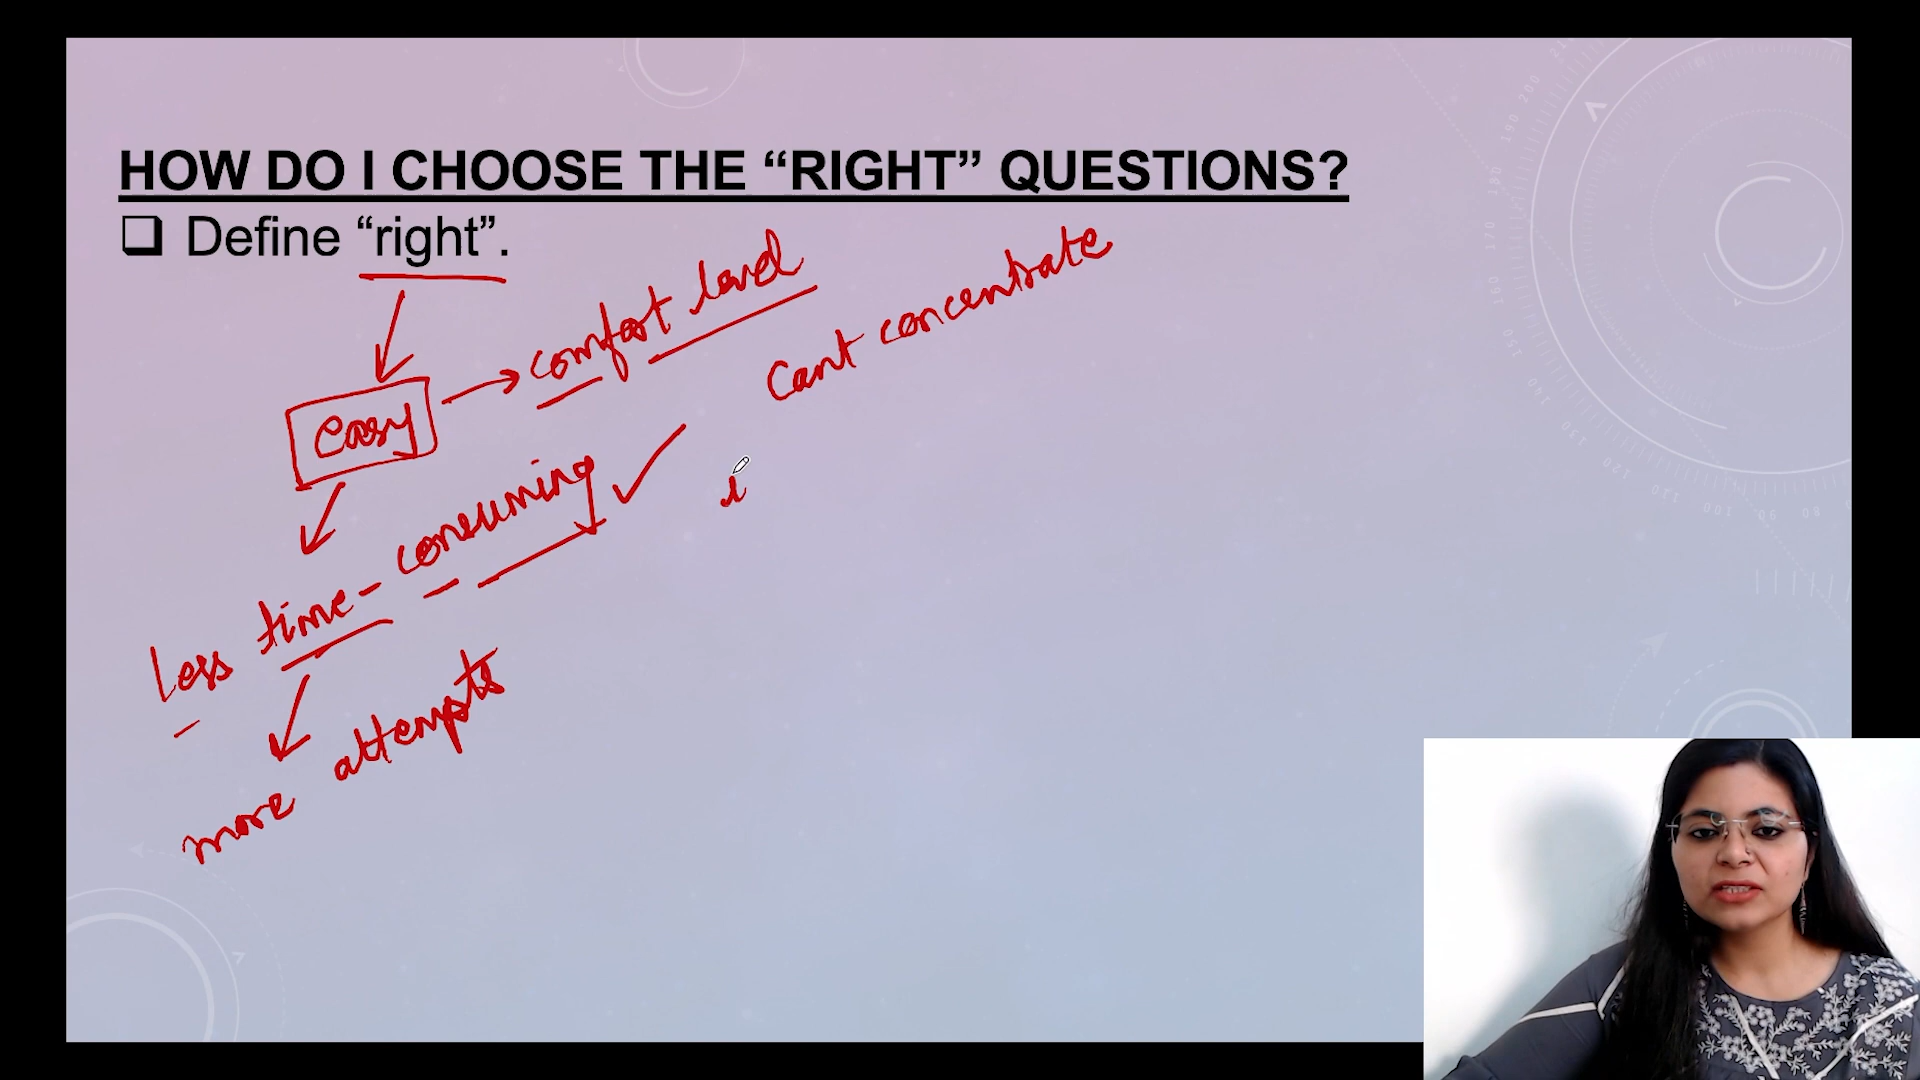 HOW DO I CHOOSE THE “RIGHT” QUESTIONS?
❑ Define “right”.
comfort level
Cant concentrate
easy
i
less time-consuming
more attempts